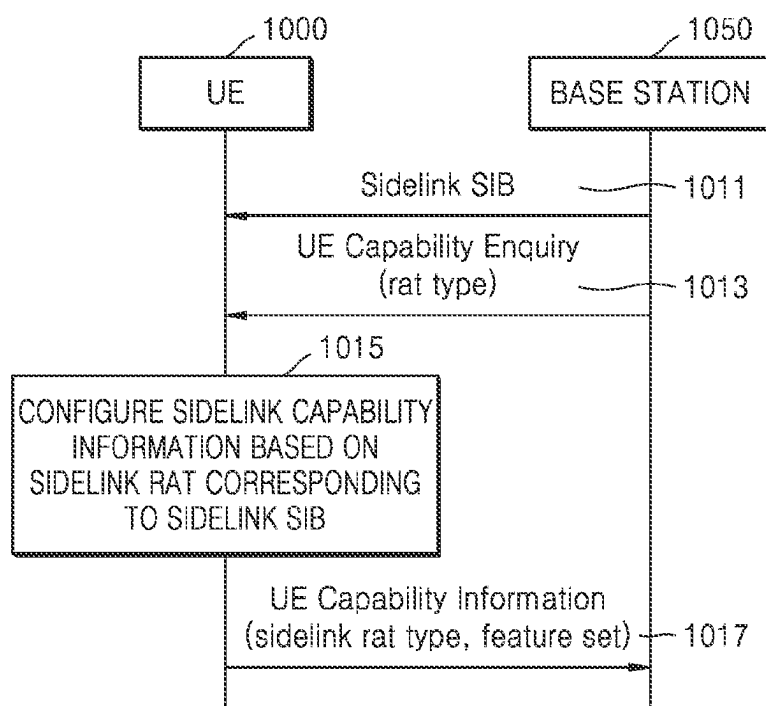 1000
1050
UE
BASE STATION
Sidelink SIB
1011
UE Capability Enquiry
(rat type)
1013
1015
CONFIGURE SIDELINK CAPABILITY
INFORMATION BASED ON
SIDELINK RAT CORRESPONDING
TO SIDELINK SIB
UE Capability Information
(sidelink rat type, feature set)
1017